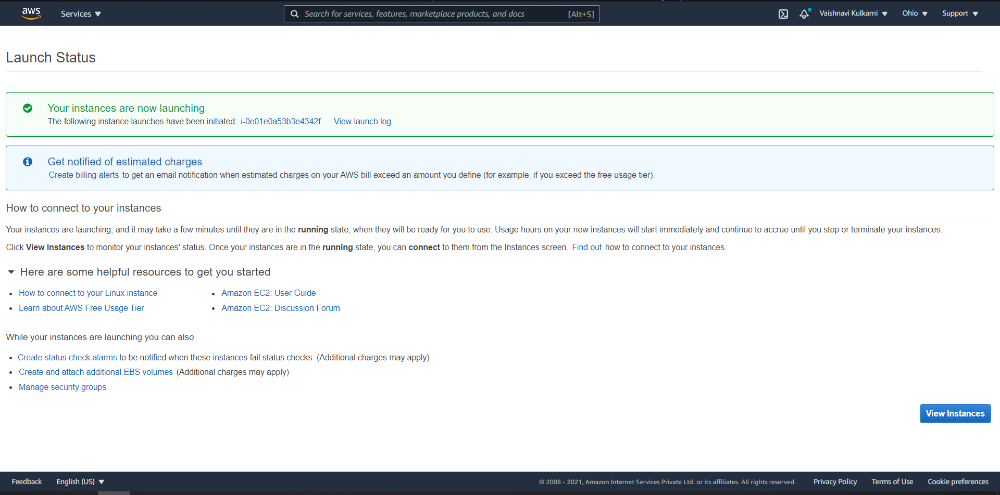 aws Services Search for services, features, marketplace products, and docs [Alt+S] Vaishnavi Kulkarni Ohio Support
Launch Status
Your instances are now launching
The following instance launches have been initiated: i-0e01e0a53b3e4342f View launch log
Get notified of estimated charges
Create billing alerts to get an email notification when estimated charges on your AWS bill exceed an amount you define (for example, if you exceed the free usage tier).
How to connect to your instances
Your instances are launching, and it may take a few minutes until they are in the running state, when they will be ready for you to use. Usage hours on your new instances will start immediately and continue to accrue until you stop or terminate your instances.
Click View Instances to monitor your instances' status. Once your instances are in the running state, you can connect to them from the Instances screen. Find out how to connect to your instances.
Here are some helpful resources to get you started
• How to connect to your Linux instance • Amazon EC2: User Guide
• Learn about AWS Free Usage Tier • Amazon EC2: Discussion Forum
While your instances are launching you can also
• Create status check alarms to be notified when these instances fail status checks. (Additional charges may apply)
• Create and attach additional EBS volumes (Additional charges may apply)
• Manage security groups
View Instances
Feedback English (US) © 2008 - 2021, Amazon Internet Services Private Ltd. or its affiliates. All rights reserved. Privacy Policy Terms of Use Cookie preferences